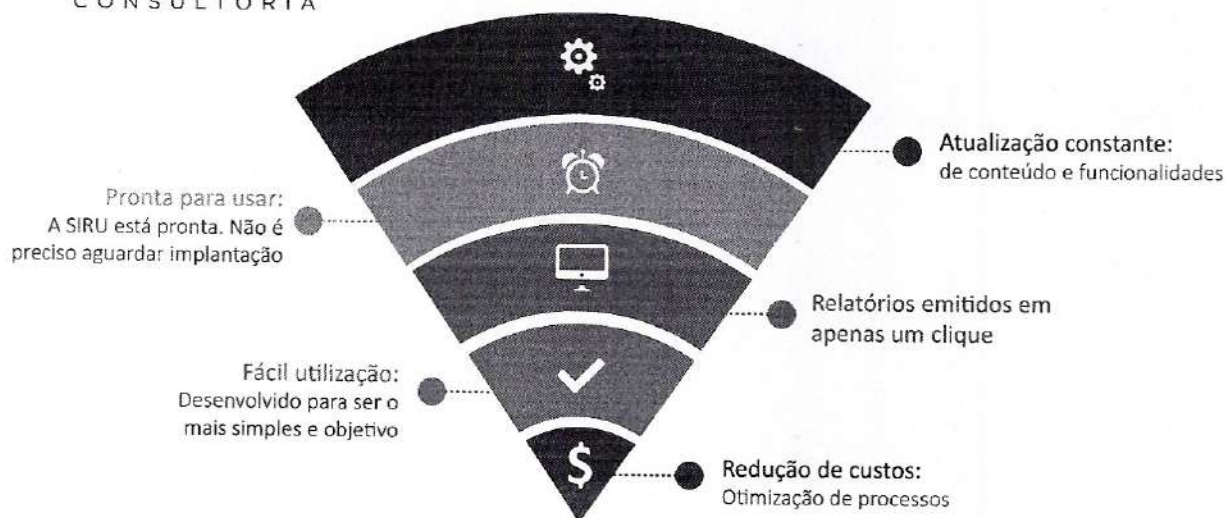 CONSULTORIA
Atualização constante:
de conteúdo e funcionalidades
Pronta para usar:
A SIRU está pronta. Não é
preciso aguardar implantação
Relatórios emitidos em
apenas um clique
Fácil utilização:
Desenvolvido para ser o
mais simples e objetivo
$
Redução de custos:
Otimização de processos